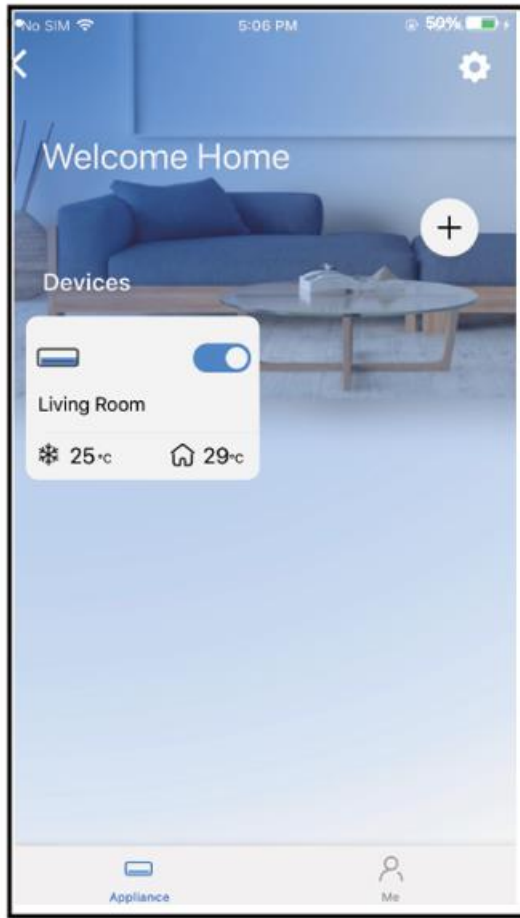 No SIM 5:06 PM 59%
Welcome Home
+
Devices
Living Room
25°C 29°C
Appliance Me